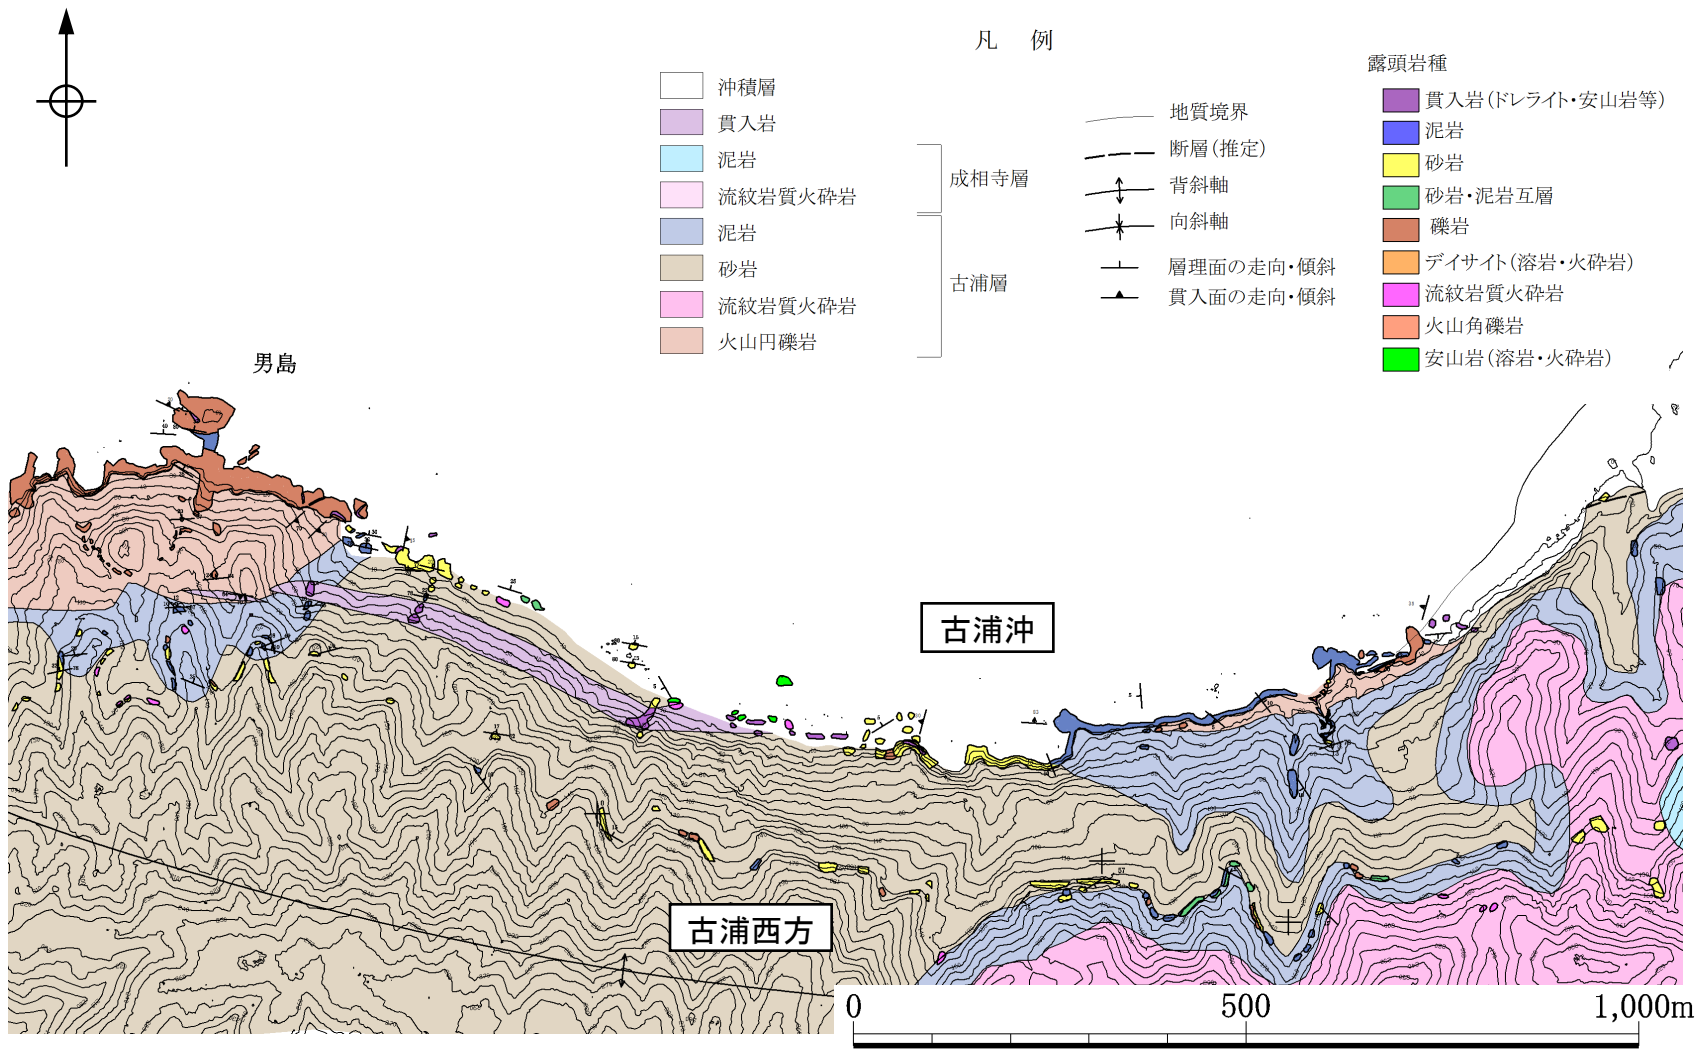 凡 例
沖積層
貫入岩
泥岩
流紋岩質火砕岩
成相寺層
泥岩
砂岩
流紋岩質火砕岩
火山円礫岩
古浦層
地質境界
断層(推定)
背斜軸
向斜軸
層理面の走向・傾斜
貫入面の走向・傾斜
露頭岩種
貫入岩(ドレライト・安山岩等)
泥岩
砂岩
砂岩・泥岩互層
礫岩
デイサイト(溶岩・火砕岩)
流紋岩質火砕岩
火山角礫岩
安山岩(溶岩・火砕岩)
男島
古浦沖
古浦西方
0 500 1,000m